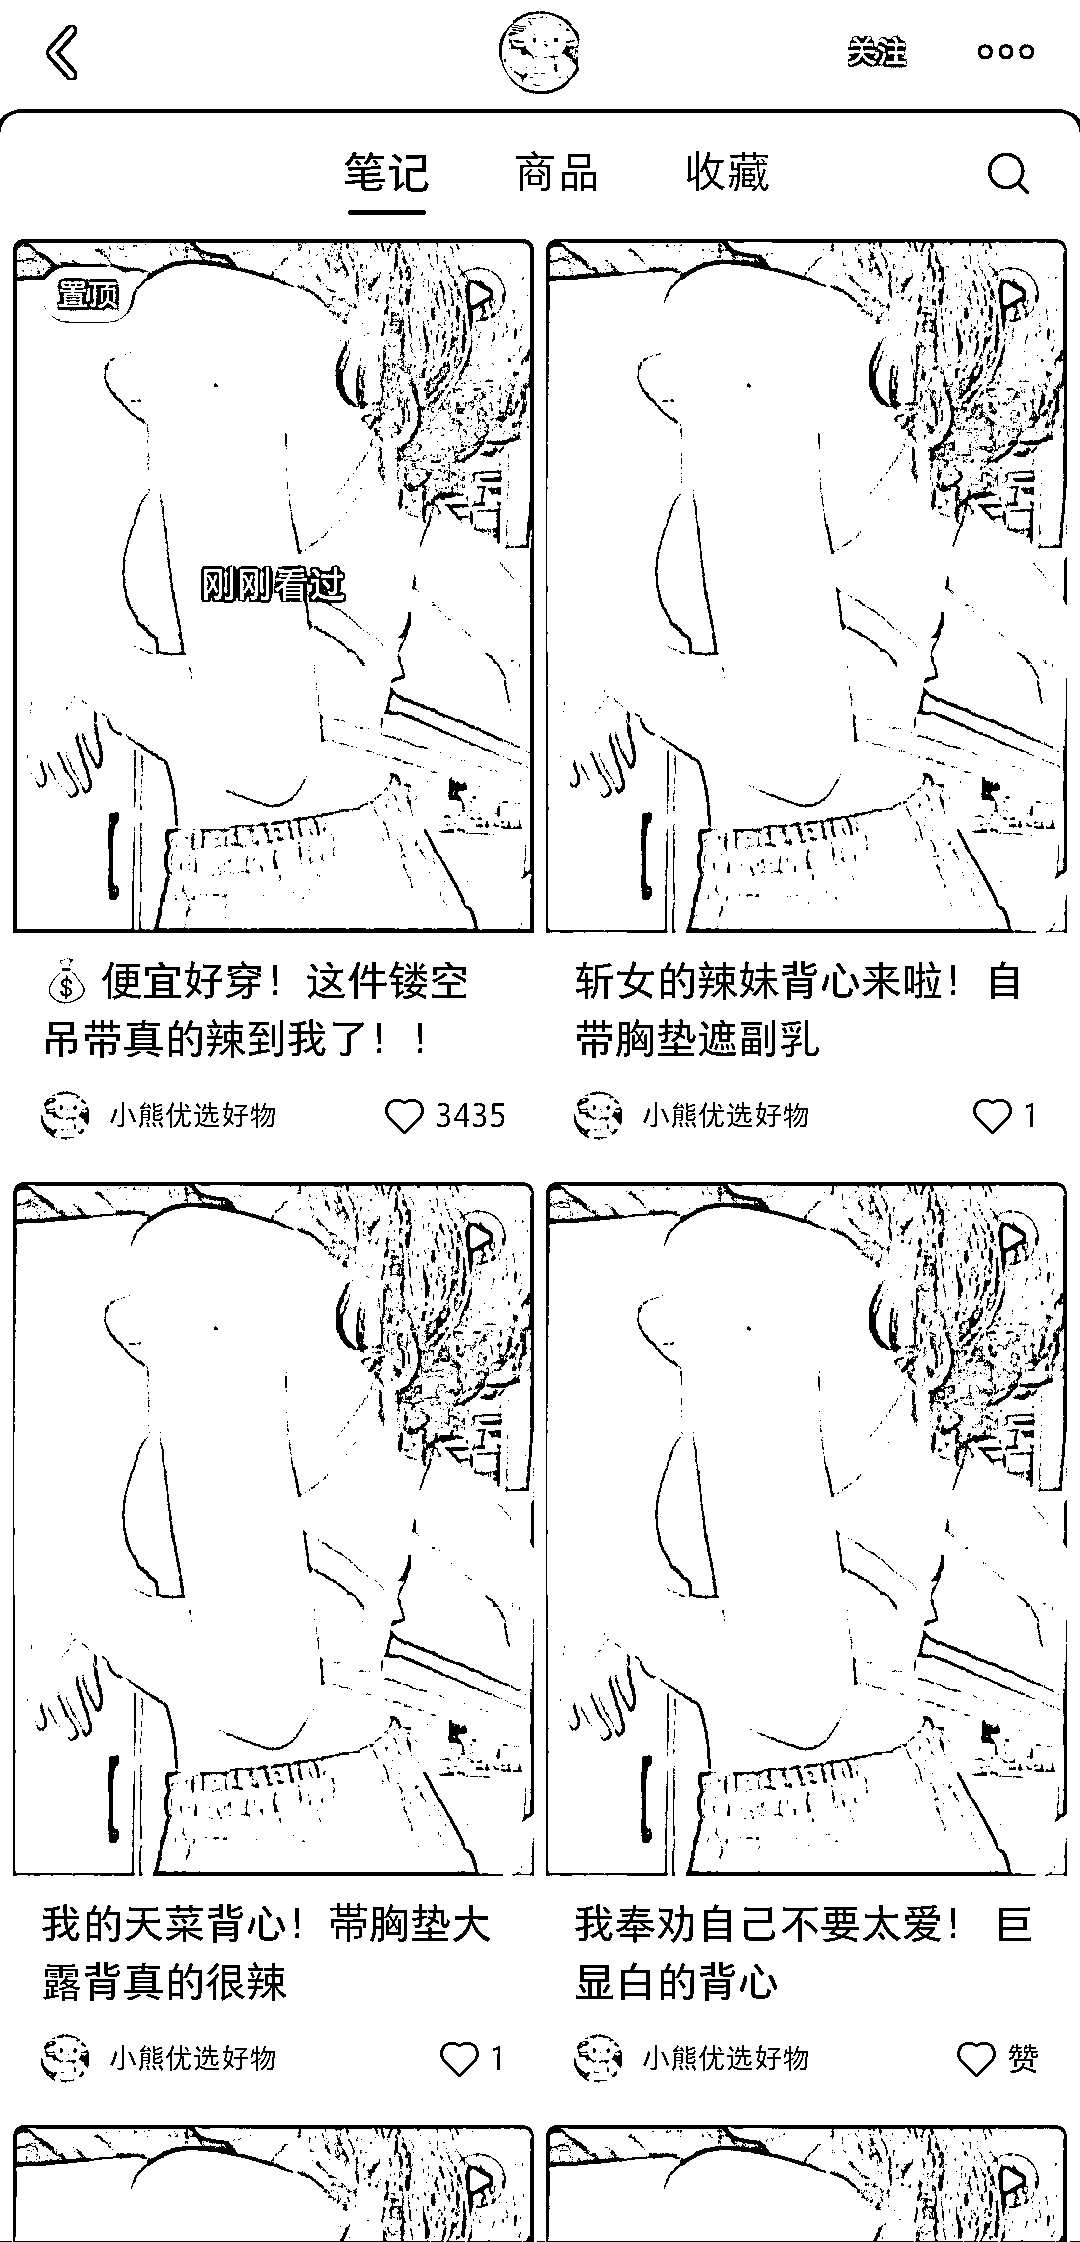 关注
笔记 商品 收藏
置顶
刚刚看过
便宜好穿！这件镂空
吊带真的辣到我了！！
小熊优选好物 3435
斩女的辣妹背心来啦！自
带胸垫遮副乳
小熊优选好物 1
我的天菜背心！带胸垫大
露背真的很辣
小熊优选好物 1
我奉劝自己不要太爱！ 巨
显白的背心
小熊优选好物 赞